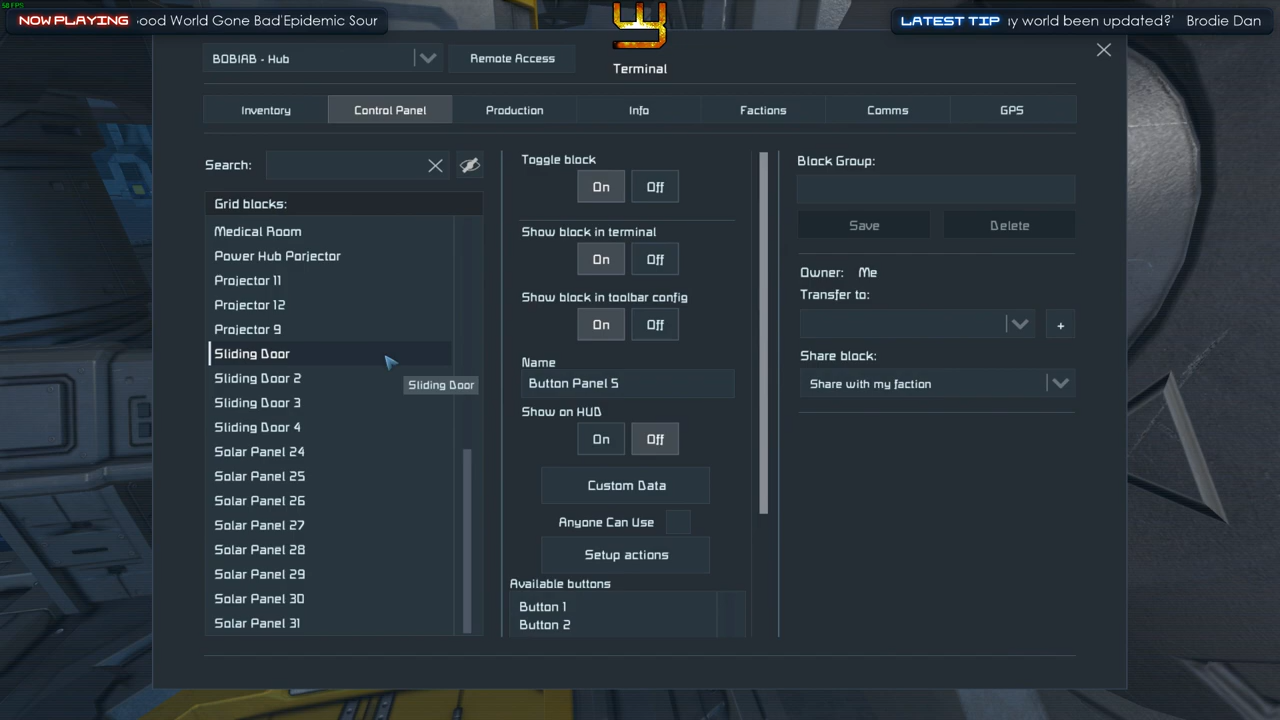 58 FPS
NOW PLAYING
ood World Gone Bad'Epidemic Sour
LATEST TIP
y world been updated?' Brodie Dan
BOBIAB - Hub
Remote Access
Terminal
Inventory
Control Panel
Production
Info
Factions
Comms
GPS
Search:
Grid blocks:
Medical Room
Power Hub Porjector
Projector 11
Projector 12
Projector 9
Sliding Door
Sliding Door 2
Sliding Door
Sliding Door 3
Sliding Door 4
Solar Panel 24
Solar Panel 25
Solar Panel 26
Solar Panel 27
Solar Panel 28
Solar Panel 29
Solar Panel 30
Solar Panel 31
Toggle block
On Off
Show block in terminal
On Off
Show block in toolbar config
On Off
Name
Button Panel 5
Show on HUD
On Off
Custom Data
Anyone Can Use
Setup actions
Available buttons
Button 1
Button 2
Block Group:
Save Delete
Owner: Me
Transfer to:
+
Share block:
Share with my faction